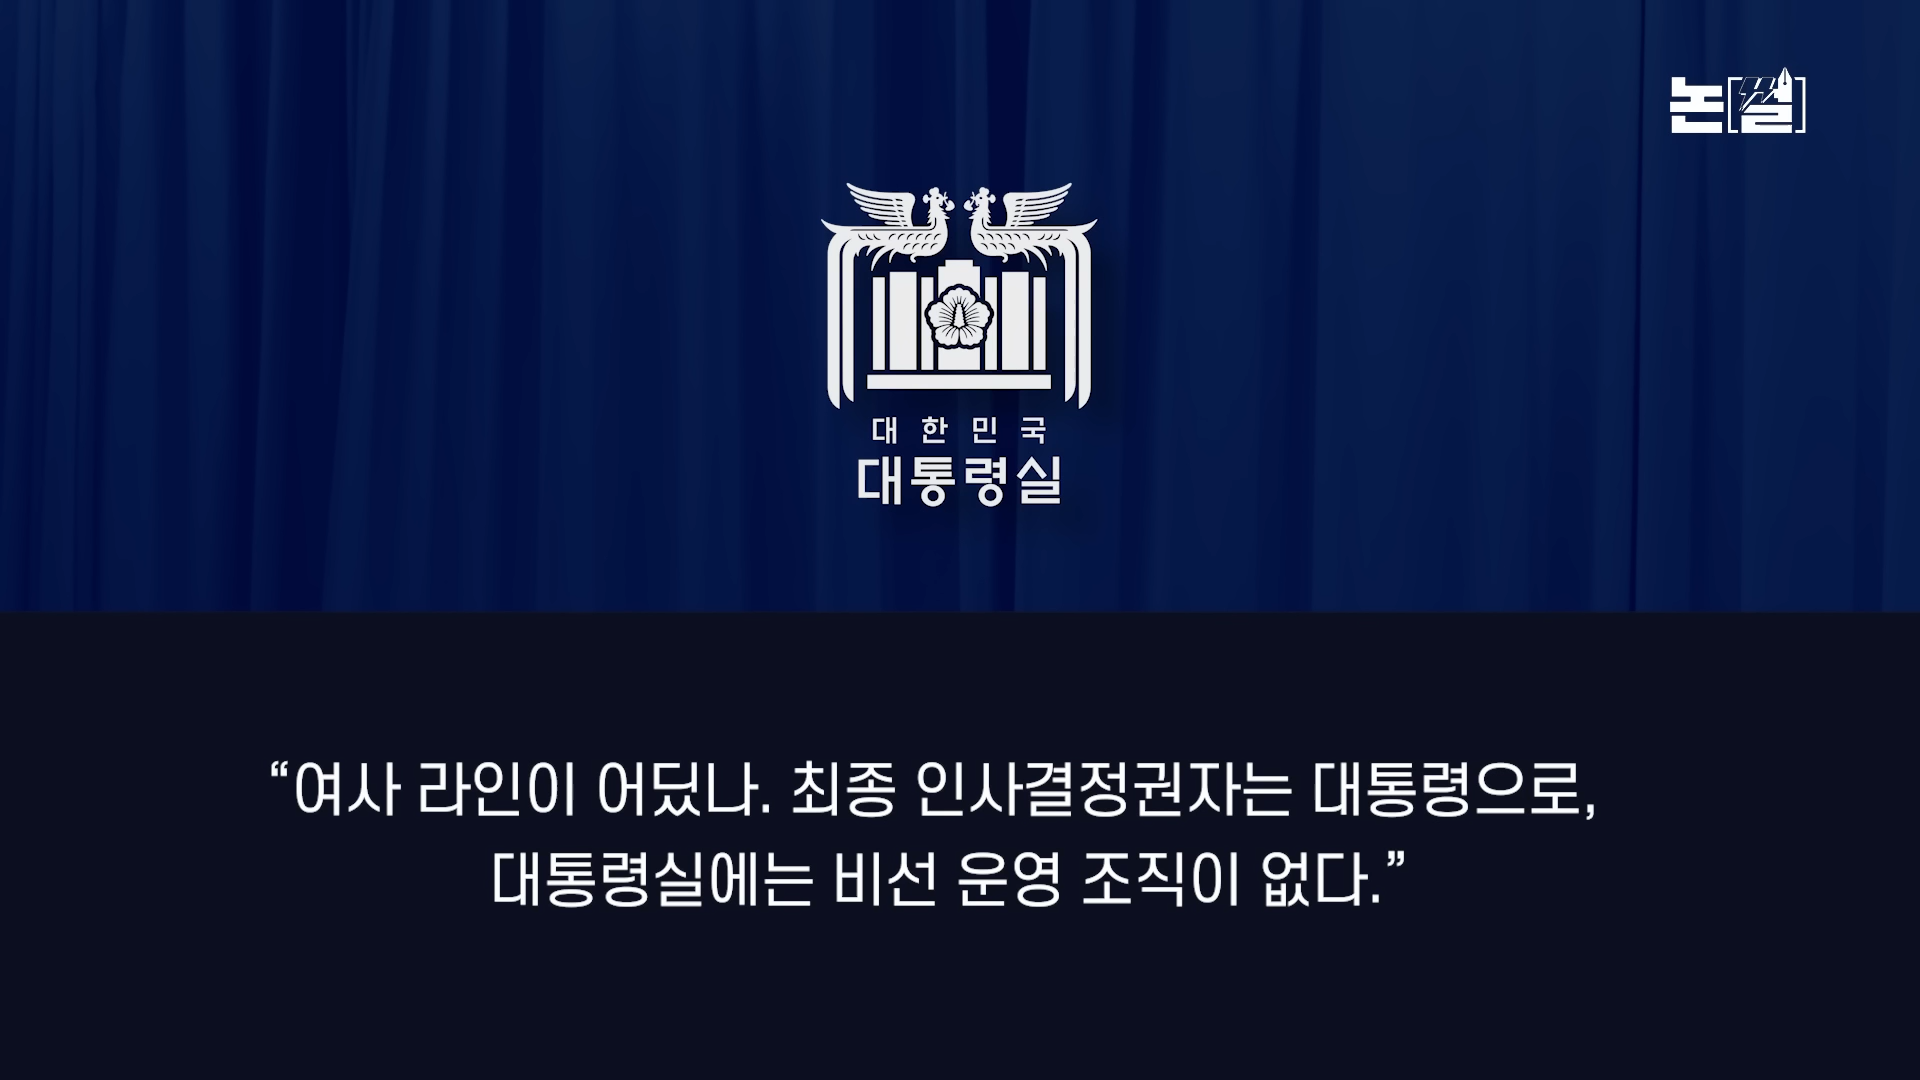 논[썰]
대한민국
대통령실
“여사 라인이 어딨나. 최종 인사결정권자는 대통령으로,
대통령실에는 비선 운영 조직이 없다.”